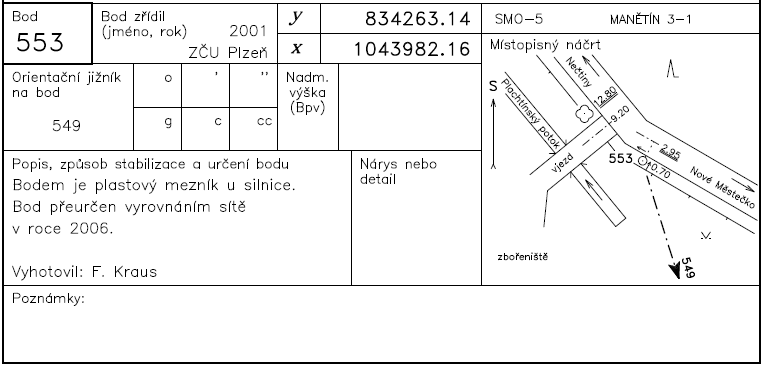 Bod
553
Bod zřídil
(jméno, rok) 2001
ZČU Plzeň
y 834263.14
x 1043982.16
SMO-5 MANĚTÍN 3-1
Orientační jižník
na bod
549
o ' "
g c cc
Nadm.
výška
(Bpv)
Popis, způsob stabilizace a určení bodu
Bodem je plastový mezník u silnice.
Bod přeurčen vyrovnáním sítě
v roce 2006.
Vyhotovil: F. Kraus
Nárys nebo
detail
Místopisný náčrt
S
Nečtiny
Plachtínský potok
12.80
9.20
vjezd
553
2.95
0.70
Nové Městečko
zbořeniště
549
Poznámky: